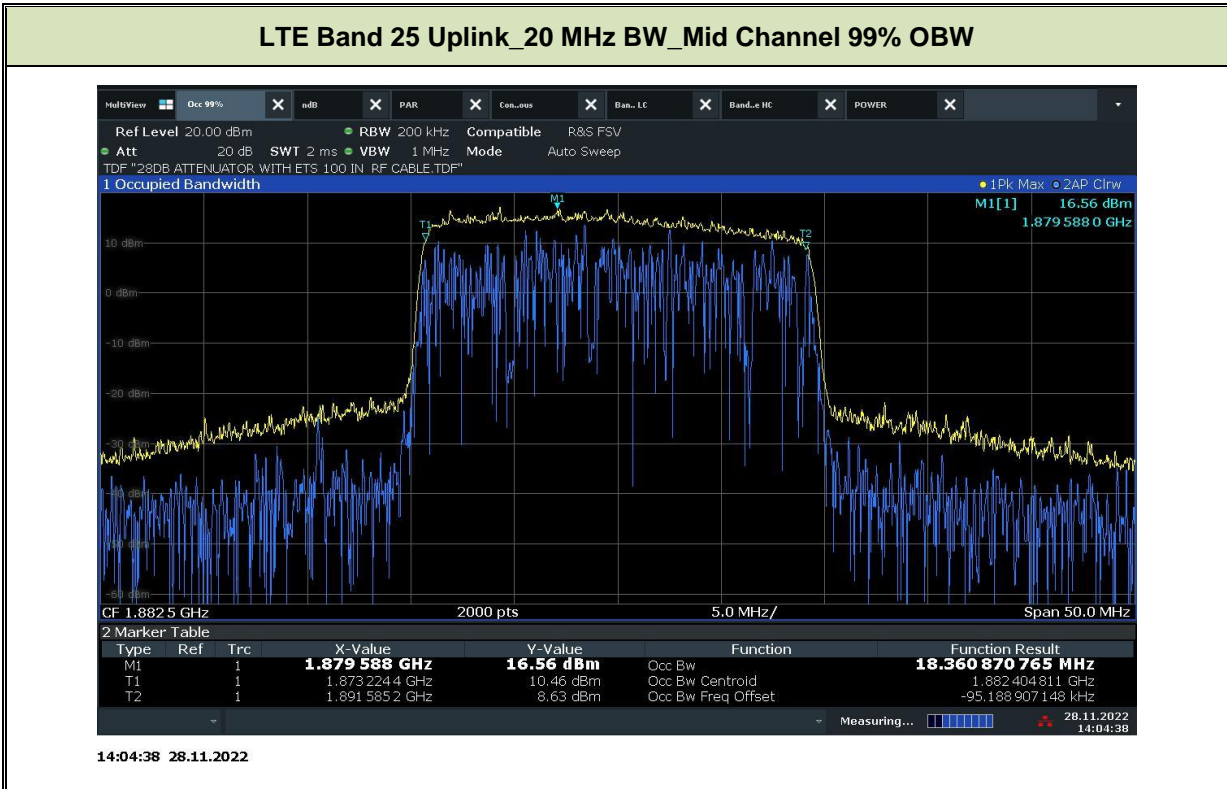 LTE Band 25 Uplink_20 MHz BW_Mid Channel 99% OBW
MultiView Occ 99% ndB PAR Con..ous Ban.. LC Band..e HC POWER
Ref Level 20.00 dBm RBW 200 kHz Compatible R&S FSV
Att 20 dB SWT 2 ms VBW 1 MHz Mode Auto Sweep
TDF "28DB ATTENUATOR WITH ETS 100 IN RF CABLE.TDF"
1 Occupied Bandwidth 1Pk Max 2AP Clrw
M1[1] 16.56 dBm
1.879 588 0 GHz
M1
T1
T2
10 dBm
0 dBm
-10 dBm
-20 dBm
-30 dBm
-40 dBm
-50 dBm
-60 dBm
CF 1.882 5 GHz 2000 pts 5.0 MHz/ Span 50.0 MHz
2 Marker Table
Type Ref Trc X-Value Y-Value Function Function Result
M1 1 1.879 588 GHz 16.56 dBm Occ Bw 18.360 870 765 MHz
T1 1 1.873 224 4 GHz 10.46 dBm Occ Bw Centroid 1.882 404 811 GHz
T2 1 1.891 585 2 GHz 8.63 dBm Occ Bw Freq Offset -95.188 907 148 kHz
Measuring... 28.11.2022
14:04:38
14:04:38 28.11.2022